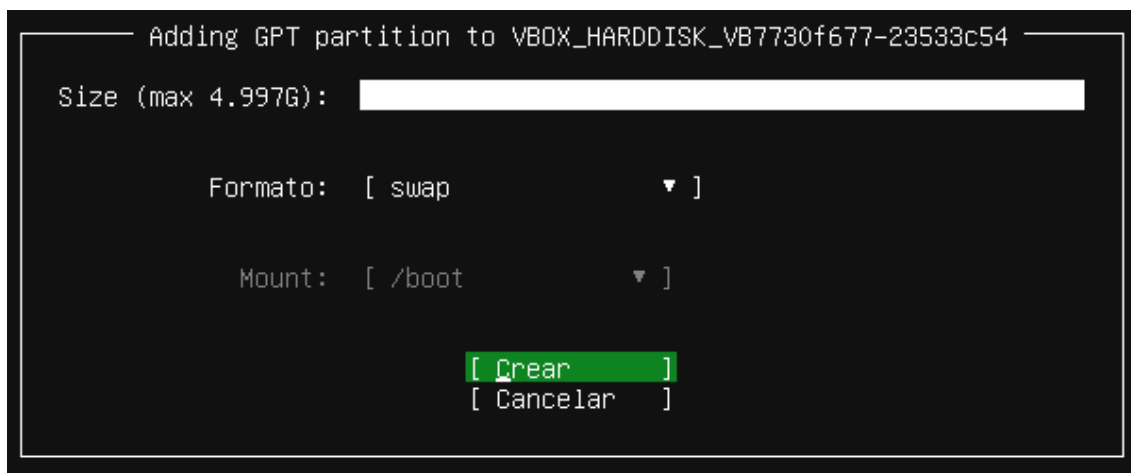 Adding GPT partition to VBOX_HARDDISK_VB7730f677-23533c54
Size (max 4.997G):
Formato: [ swap ▼ ]
Mount: [ /boot ▼ ]
[ Crear ]
[ Cancelar ]